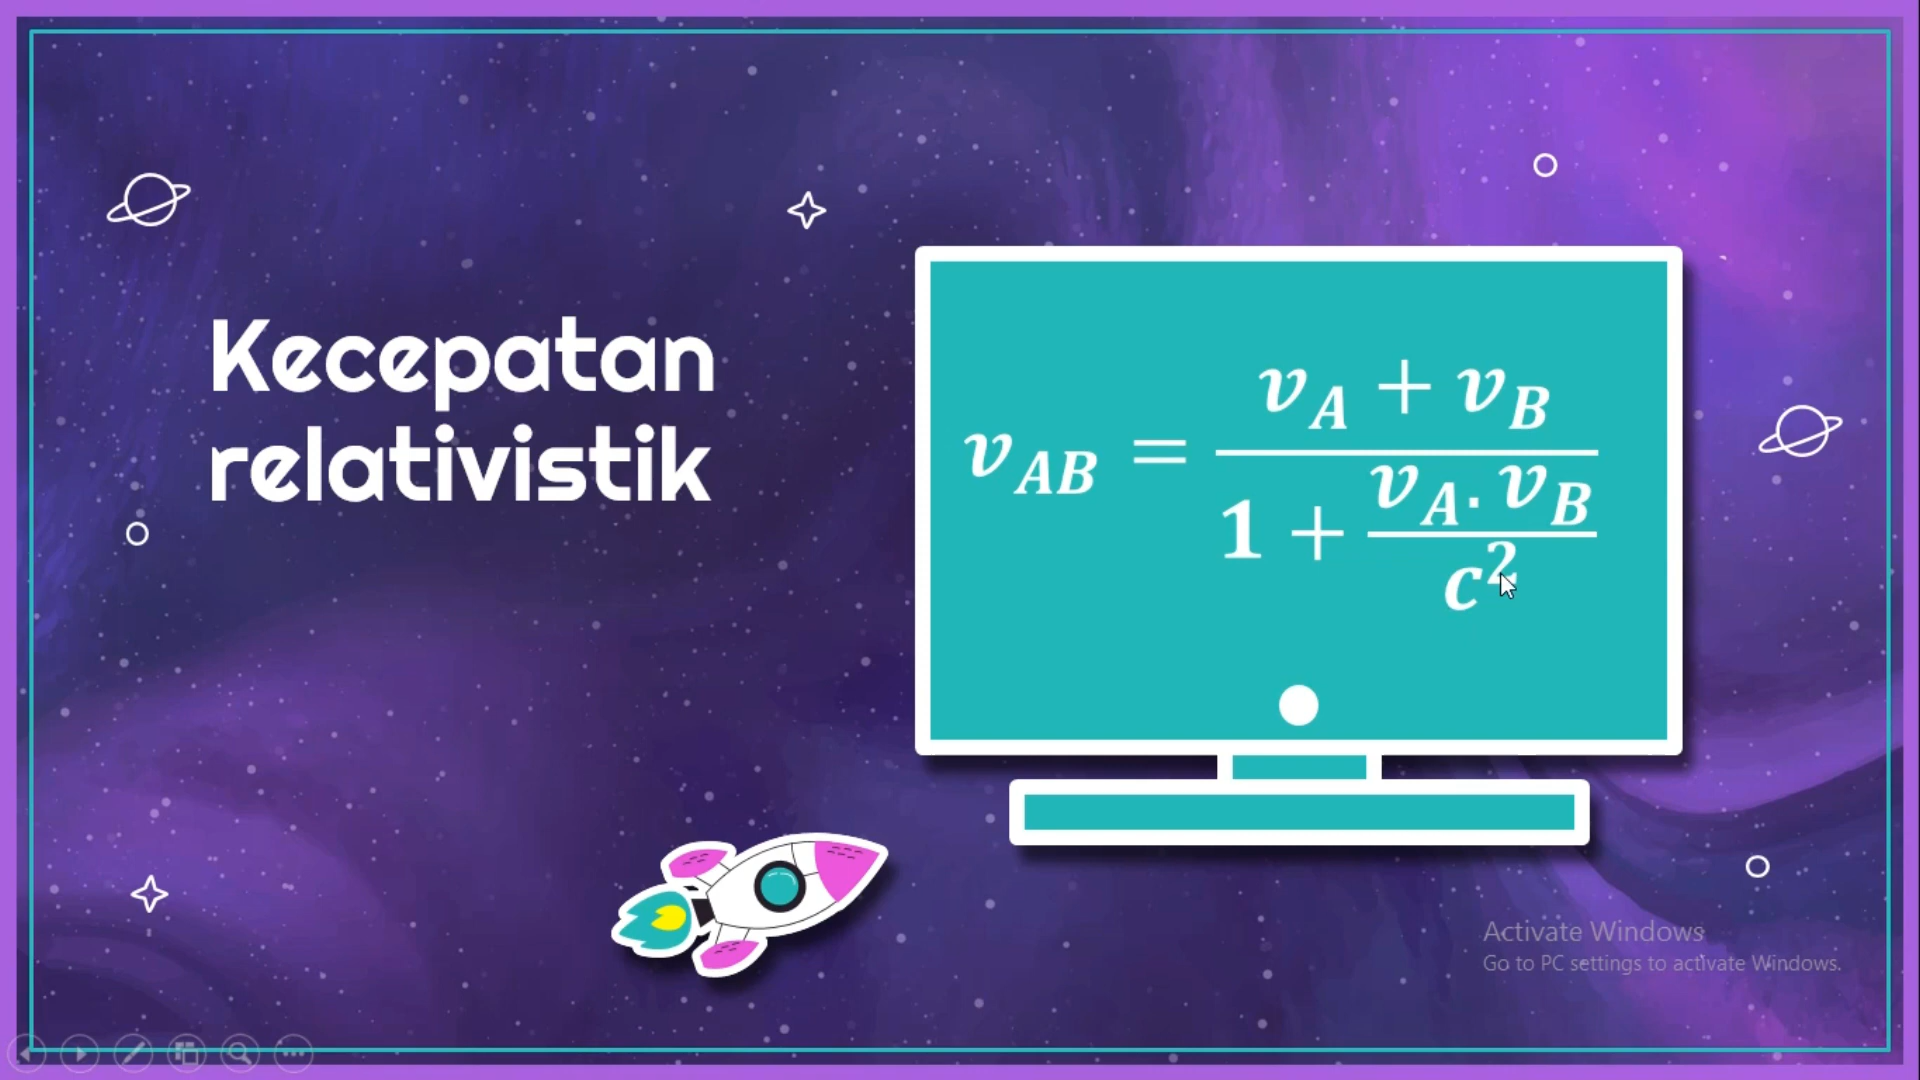 Kecepatan
relativistik
v_AB = (v_A + v_B) / (1 + (v_A . v_B) / c^2)
Activate Windows
Go to PC settings to activate Windows.